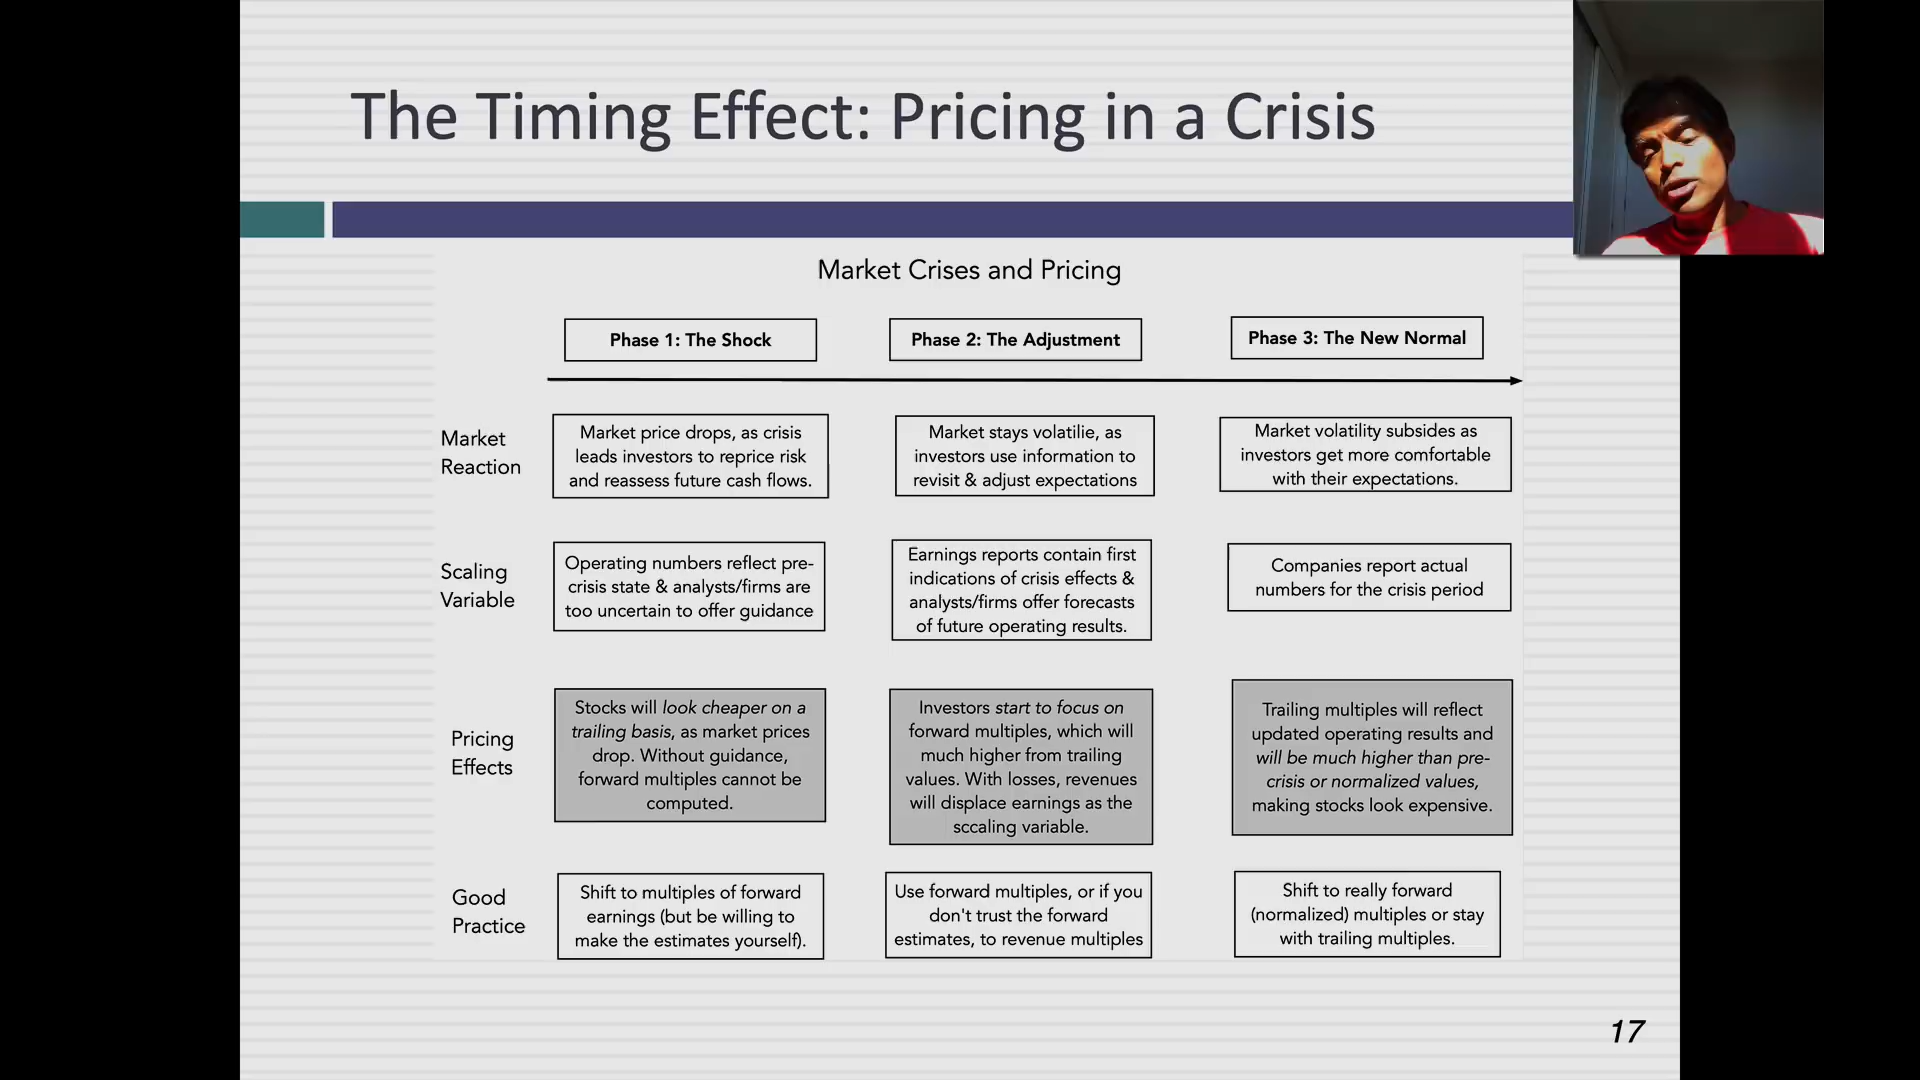 The Timing Effect: Pricing in a Crisis
Market Crises and Pricing
Phase 1: The Shock
Phase 2: The Adjustment
Phase 3: The New Normal
Market
Reaction
Market price drops, as crisis
leads investors to reprice risk
and reassess future cash flows.
Market stays volatilie, as
investors use information to
revisit & adjust expectations
Market volatility subsides as
investors get more comfortable
with their expectations.
Scaling
Variable
Operating numbers reflect pre-
crisis state & analysts/firms are
too uncertain to offer guidance
Earnings reports contain first
indications of crisis effects &
analysts/firms offer forecasts
of future operating results.
Companies report actual
numbers for the crisis period
Pricing
Effects
Stocks will look cheaper on a
trailing basis, as market prices
drop. Without guidance,
forward multiples cannot be
computed.
Investors start to focus on
forward multiples, which will
much higher from trailing
values. With losses, revenues
will displace earnings as the
sccaling variable.
Trailing multiples will reflect
updated operating results and
will be much higher than pre-
crisis or normalized values,
making stocks look expensive.
Good
Practice
Shift to multiples of forward
earnings (but be willing to
make the estimates yourself).
Use forward multiples, or if you
don't trust the forward
estimates, to revenue multiples
Shift to really forward
(normalized) multiples or stay
with trailing multiples.
17